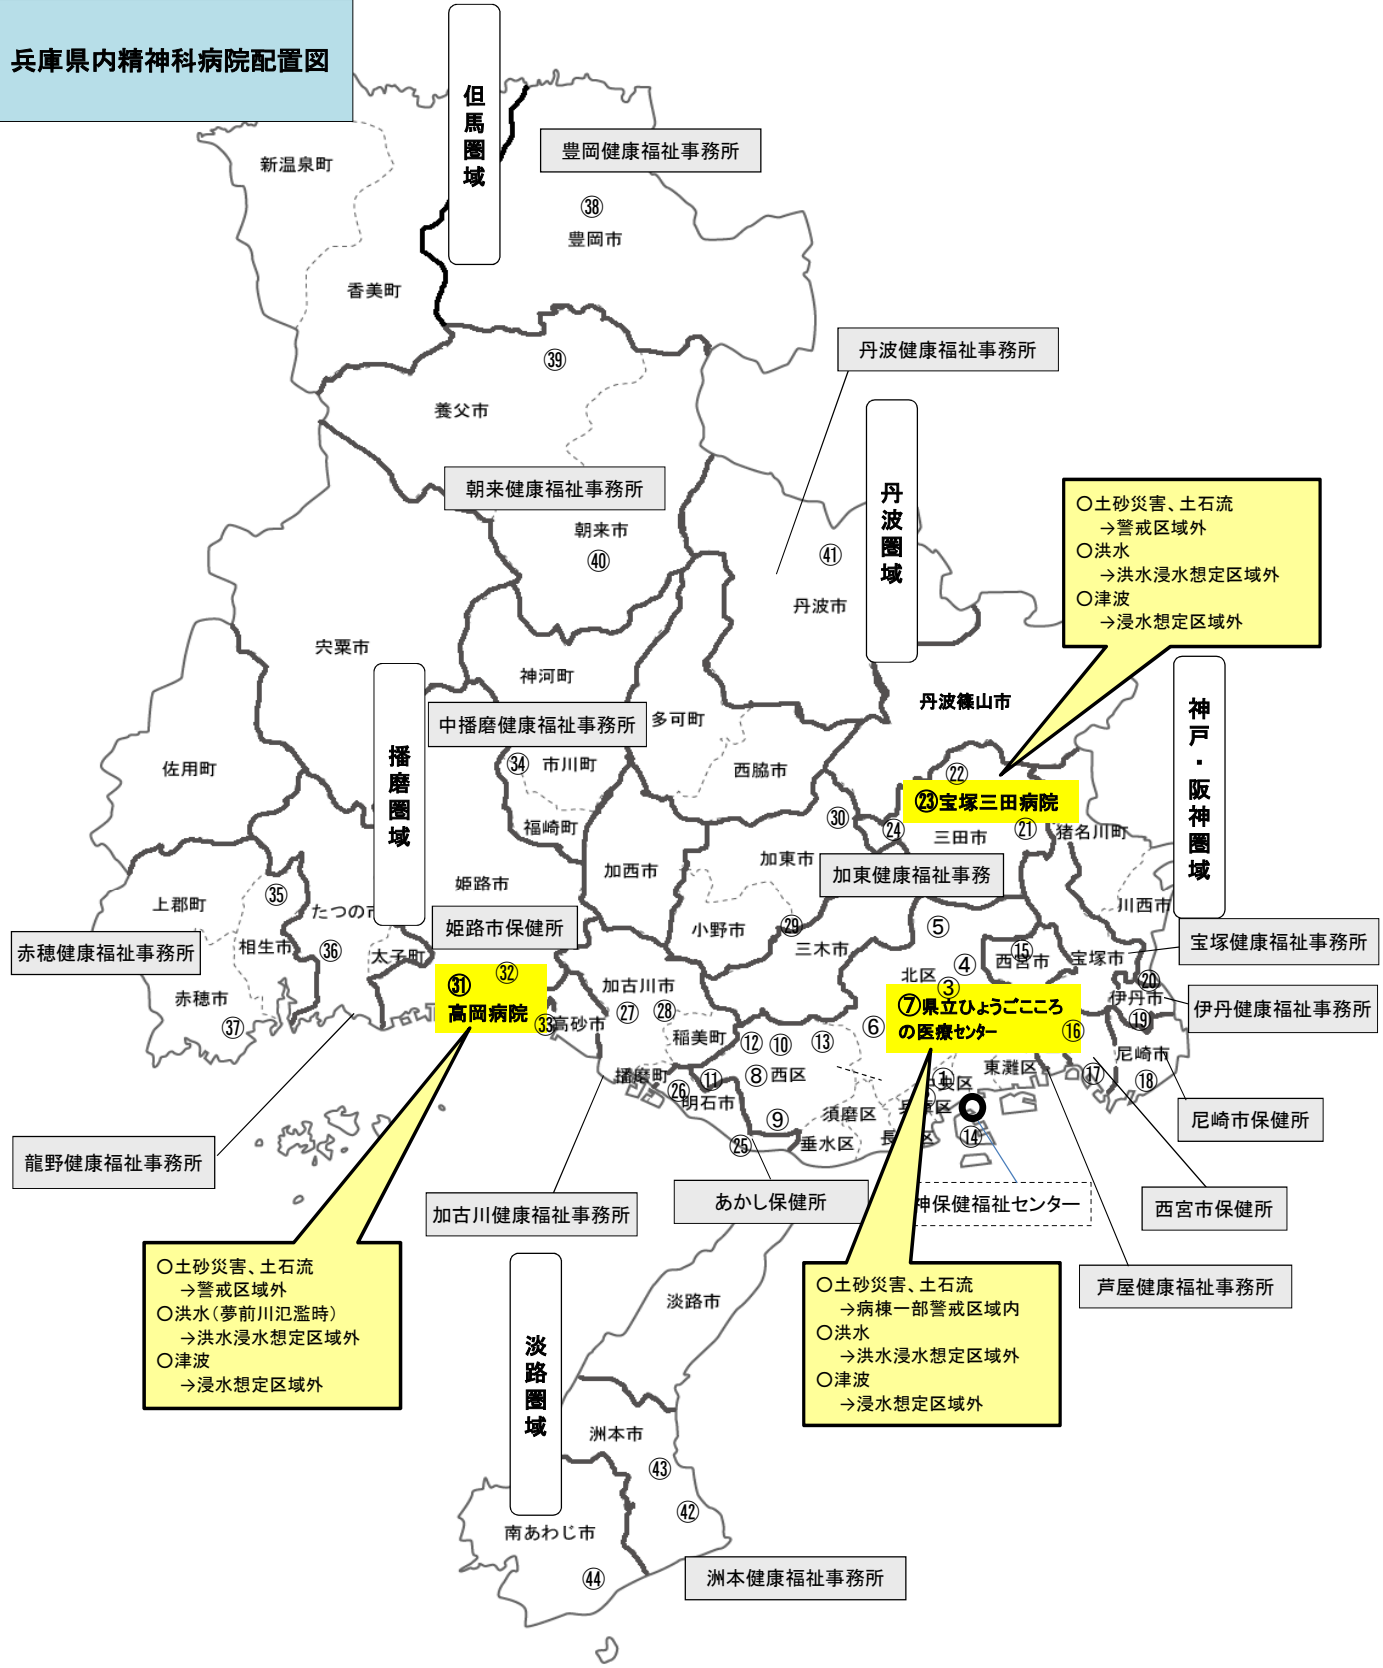 兵庫県内精神科病院配置図
但馬圏域
豊岡健康福祉事務所
新温泉町
㊳
豊岡市
香美町
丹波健康福祉事務所
㊴
養父市
丹波圏域
朝来健康福祉事務所
朝来市
㊵
㊶
丹波市
○土砂災害、土石流
→警戒区域外
○洪水
→洪水浸水想定区域外
○津波
→浸水想定区域外
宍粟市
神河町
播磨圏域
中播磨健康福祉事務所
多可町
丹波篠山市
神戸・阪神圏域
佐用町
㉞
市川町
西脇市
㉒
㉓宝塚三田病院
福崎町
㉚
㉔
三田市
㉑
猪名川町
加西市
加東市
加東健康福祉事務
姫路市
上郡町
㉟
たつの市
川西市
姫路市保健所
小野市
㉙
⑤
赤穂健康福祉事務所
相生市
㊱
太子町
三木市
⑮
西宮市
宝塚市
宝塚健康福祉事務所
④
北区
③
⑳
㉛
㉜
高岡病院
加古川市
赤穂市
㊲
㉝
高砂市
㉗
㉘
稲美町
⑥
⑦県立ひょうごこころ
の医療センター
⑯
伊丹市
伊丹健康福祉事務所
⑲
⑫
⑩
⑬
尼崎市
播磨町
⑪
⑧
西区
①
中央区
東灘区
⑰
⑱
㉖
明石市
須磨区
兵庫区
尼崎市保健所
⑨
㉕
垂水区
⑭
龍野健康福祉事務所
加古川健康福祉事務所
あかし保健所
神保健福祉センター
西宮市保健所
○土砂災害、土石流
→警戒区域外
○洪水(夢前川氾濫時)
→洪水浸水想定区域外
○津波
→浸水想定区域外
淡路圏域
淡路市
○土砂災害、土石流
→病棟一部警戒区域内
○洪水
→洪水浸水想定区域外
○津波
→浸水想定区域外
芦屋健康福祉事務所
洲本市
㊸
㊷
南あわじ市
㊹
洲本健康福祉事務所